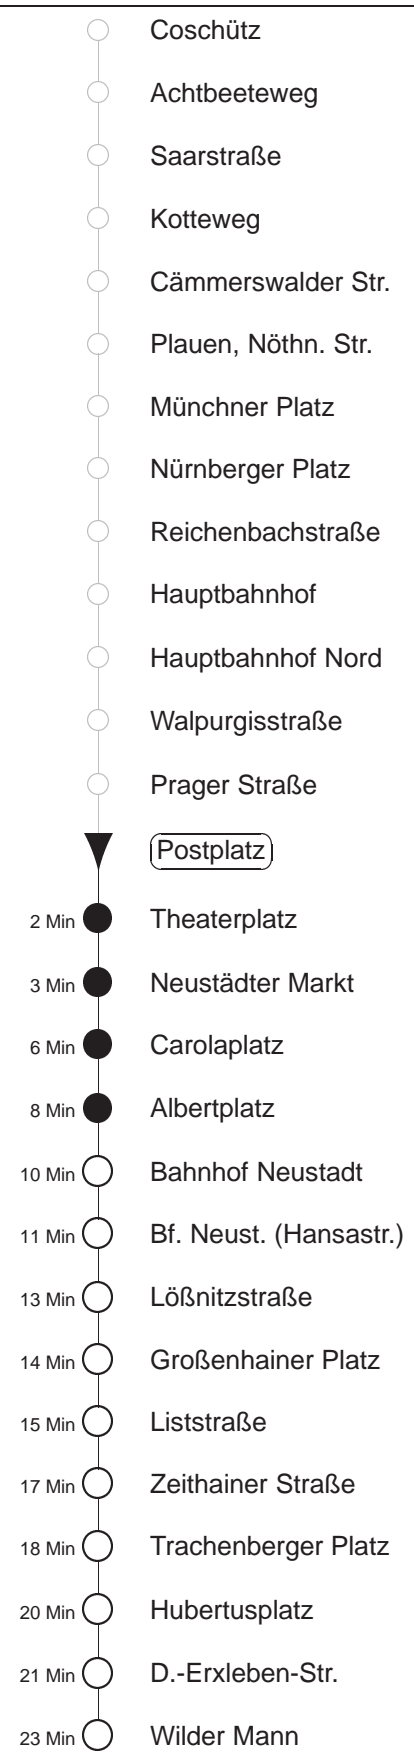 Coschütz
Achtbeeteweg
Saarstraße
Kotteweg
Cämmerswalder Str.
Plauen, Nöthn. Str.
Münchner Platz
Nürnberger Platz
Reichenbachstraße
Hauptbahnhof
Hauptbahnhof Nord
Walpurgisstraße
Prager Straße
Postplatz
2 Min Theaterplatz
3 Min Neustädter Markt
6 Min Carolaplatz
8 Min Albertplatz
10 Min Bahnhof Neustadt
11 Min Bf. Neust. (Hansastr.)
13 Min Lößnitzstraße
14 Min Großenhainer Platz
15 Min Liststraße
17 Min Zeithainer Straße
18 Min Trachenberger Platz
20 Min Hubertusplatz
21 Min D.-Erxleben-Str.
23 Min Wilder Mann